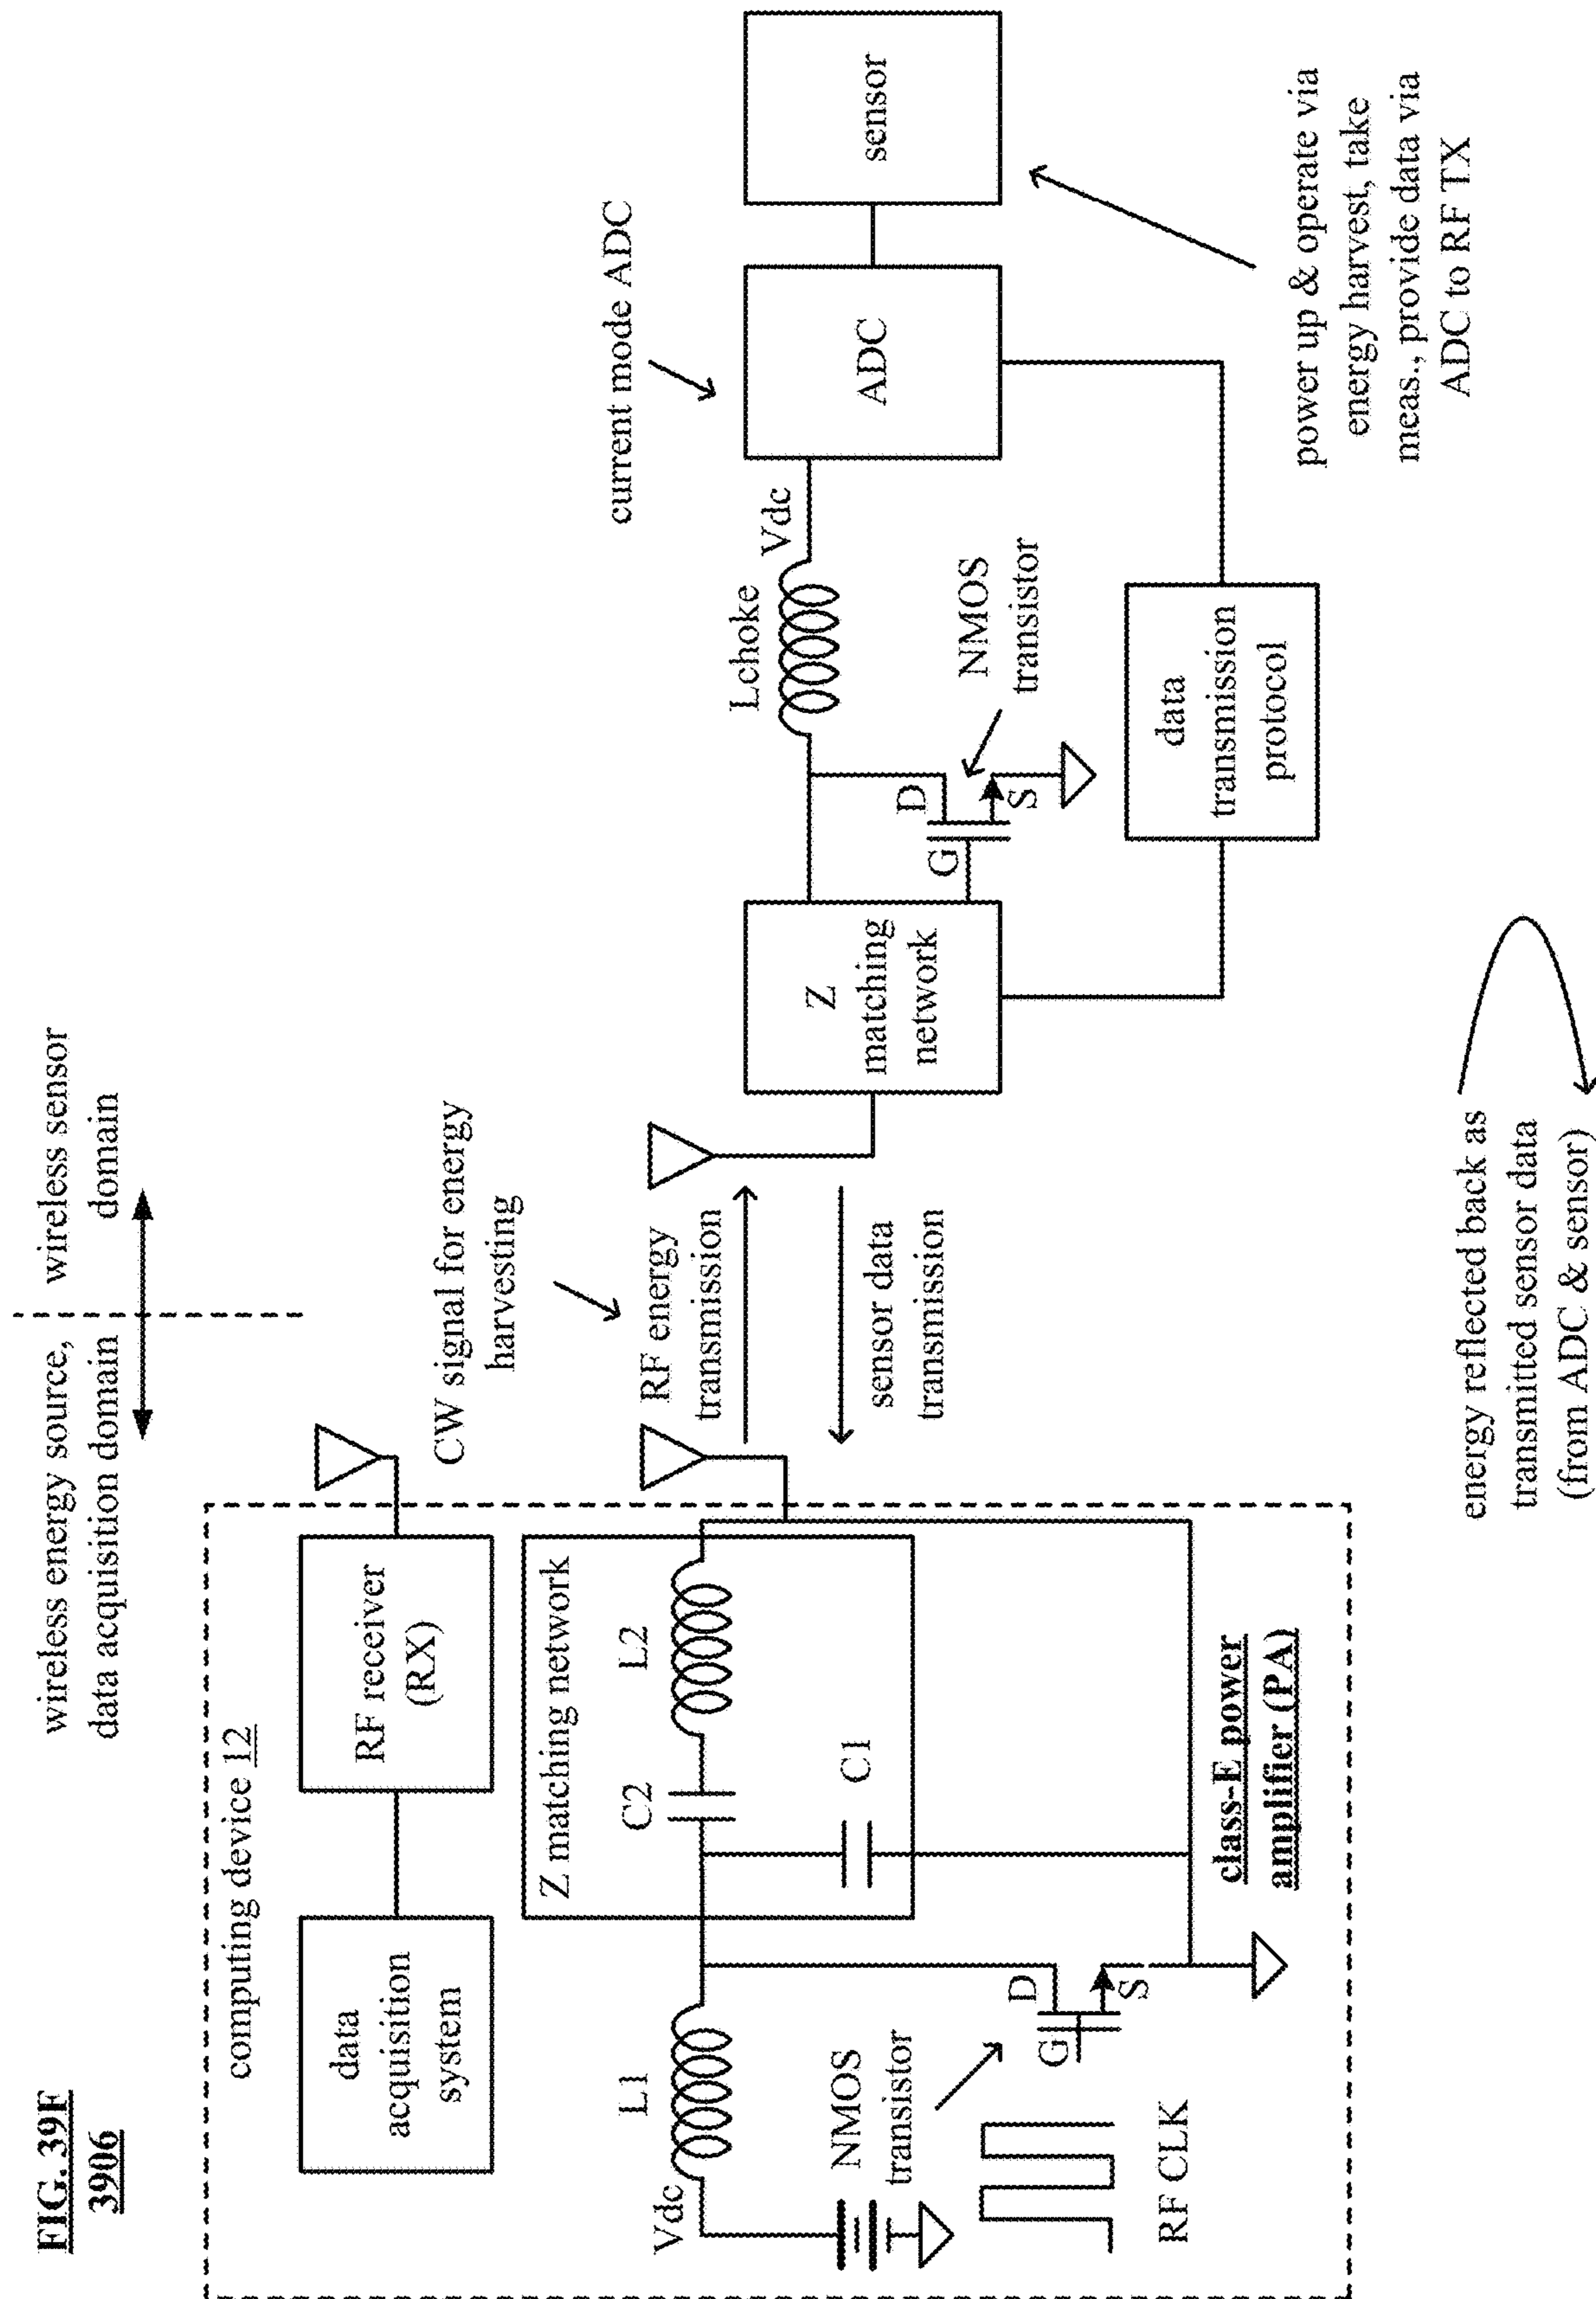 FIG. 39F
3906
wireless energy source,
data acquisition domain
wireless sensor
domain
computing device 12
data
acquisition
system
RF receiver
(RX)
CW signal for energy
harvesting
Z matching network
L1
Vdc
C2
L2
C1
NMOS
transistor
D
G
S
RF CLK
class-E power
amplifier (PA)
RF energy
transmission
sensor data
transmission
Z
matching
network
Lchoke
Vdc
D
G
S
NMOS
transistor
current mode ADC
ADC
sensor
data
transmission
protocol
power up & operate via
energy harvest, take
meas., provide data via
ADC to RF TX
energy reflected back as
transmitted sensor data
(from ADC & sensor)